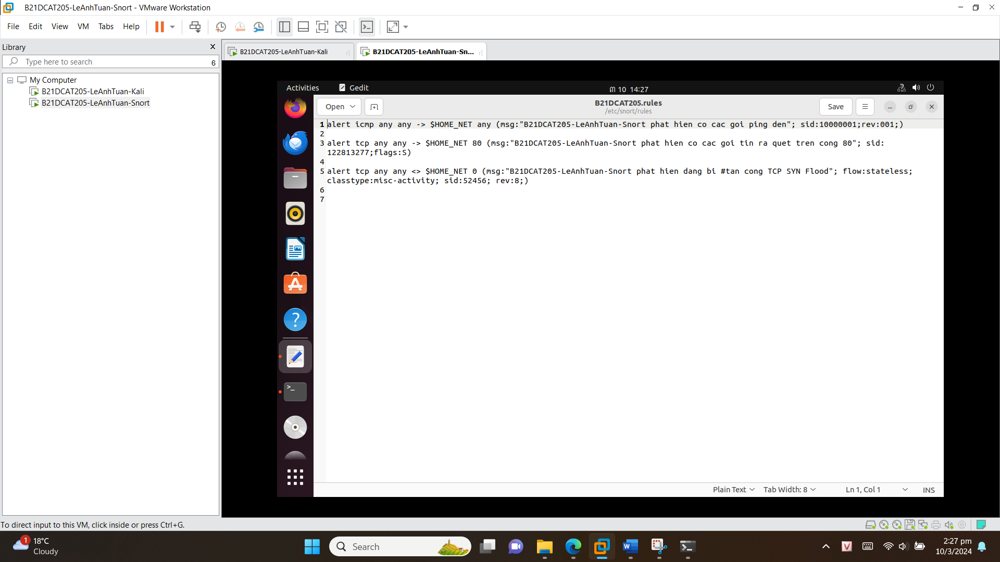 B21DCAT205-LeAnhTuan-Snort - VMware Workstation
File Edit View VM Tabs Help
Library
Type here to search
6
My Computer
B21DCAT205-LeAnhTuan-Kali
B21DCAT205-LeAnhTuan-Snort
B21DCAT205-LeAnhTuan-Kali
B21DCAT205-LeAnhTuan-Sn...
Activities Gedit
10 14:27
Open
B21DCAT205.rules
/etc/snort/rules
Save
1 alert icmp any any -> $HOME_NET any (msg:"B21DCAT205-LeAnhTuan-Snort phat hien co cac goi ping den"; sid:10000001;rev:001;)
2
3 alert tcp any any -> $HOME_NET 80 (msg:"B21DCAT205-LeAnhTuan-Snort phat hien co cac goi tin ra quet tren cong 80"; sid:
122813277;flags:S)
4
5 alert tcp any any <> $HOME_NET 0 (msg:"B21DCAT205-LeAnhTuan-Snort phat hien dang bi #tan cong TCP SYN Flood"; flow:stateless;
classtype:misc-activity; sid:52456; rev:8;)
6
7
Plain Text Tab Width: 8 Ln 1, Col 1 INS
To direct input to this VM, click inside or press Ctrl+G.
1
18°C
Cloudy
Search
2:27 pm
10/3/2024